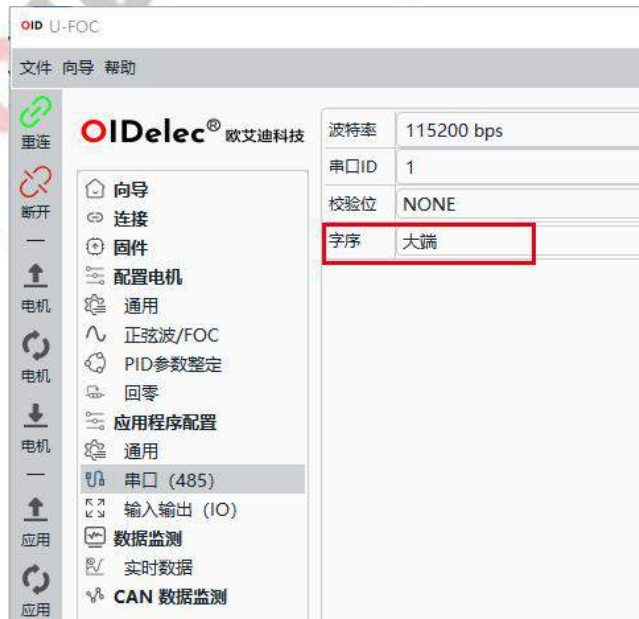 OID U-FOC
文件 向导 帮助
重连
断开
电机
电机
电机
应用
应用
OIDelec® 欧艾迪科技
向导
连接
固件
配置电机
通用
正弦波/FOC
PID参数整定
回零
应用程序配置
通用
串口 (485)
输入输出 (IO)
数据监测
实时数据
CAN 数据监测
波特率 115200 bps
串口ID 1
校验位 NONE
字序 大端